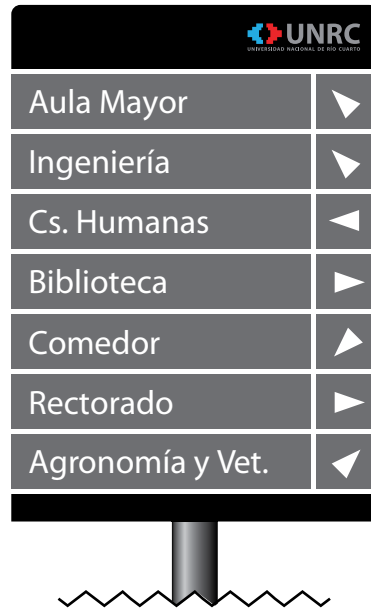 UNRC
UNIVERSIDAD NACIONAL DE RÍO CUARTO
Aula Mayor
Ingeniería
Cs. Humanas
Biblioteca
Comedor
Rectorado
Agronomía y Vet.